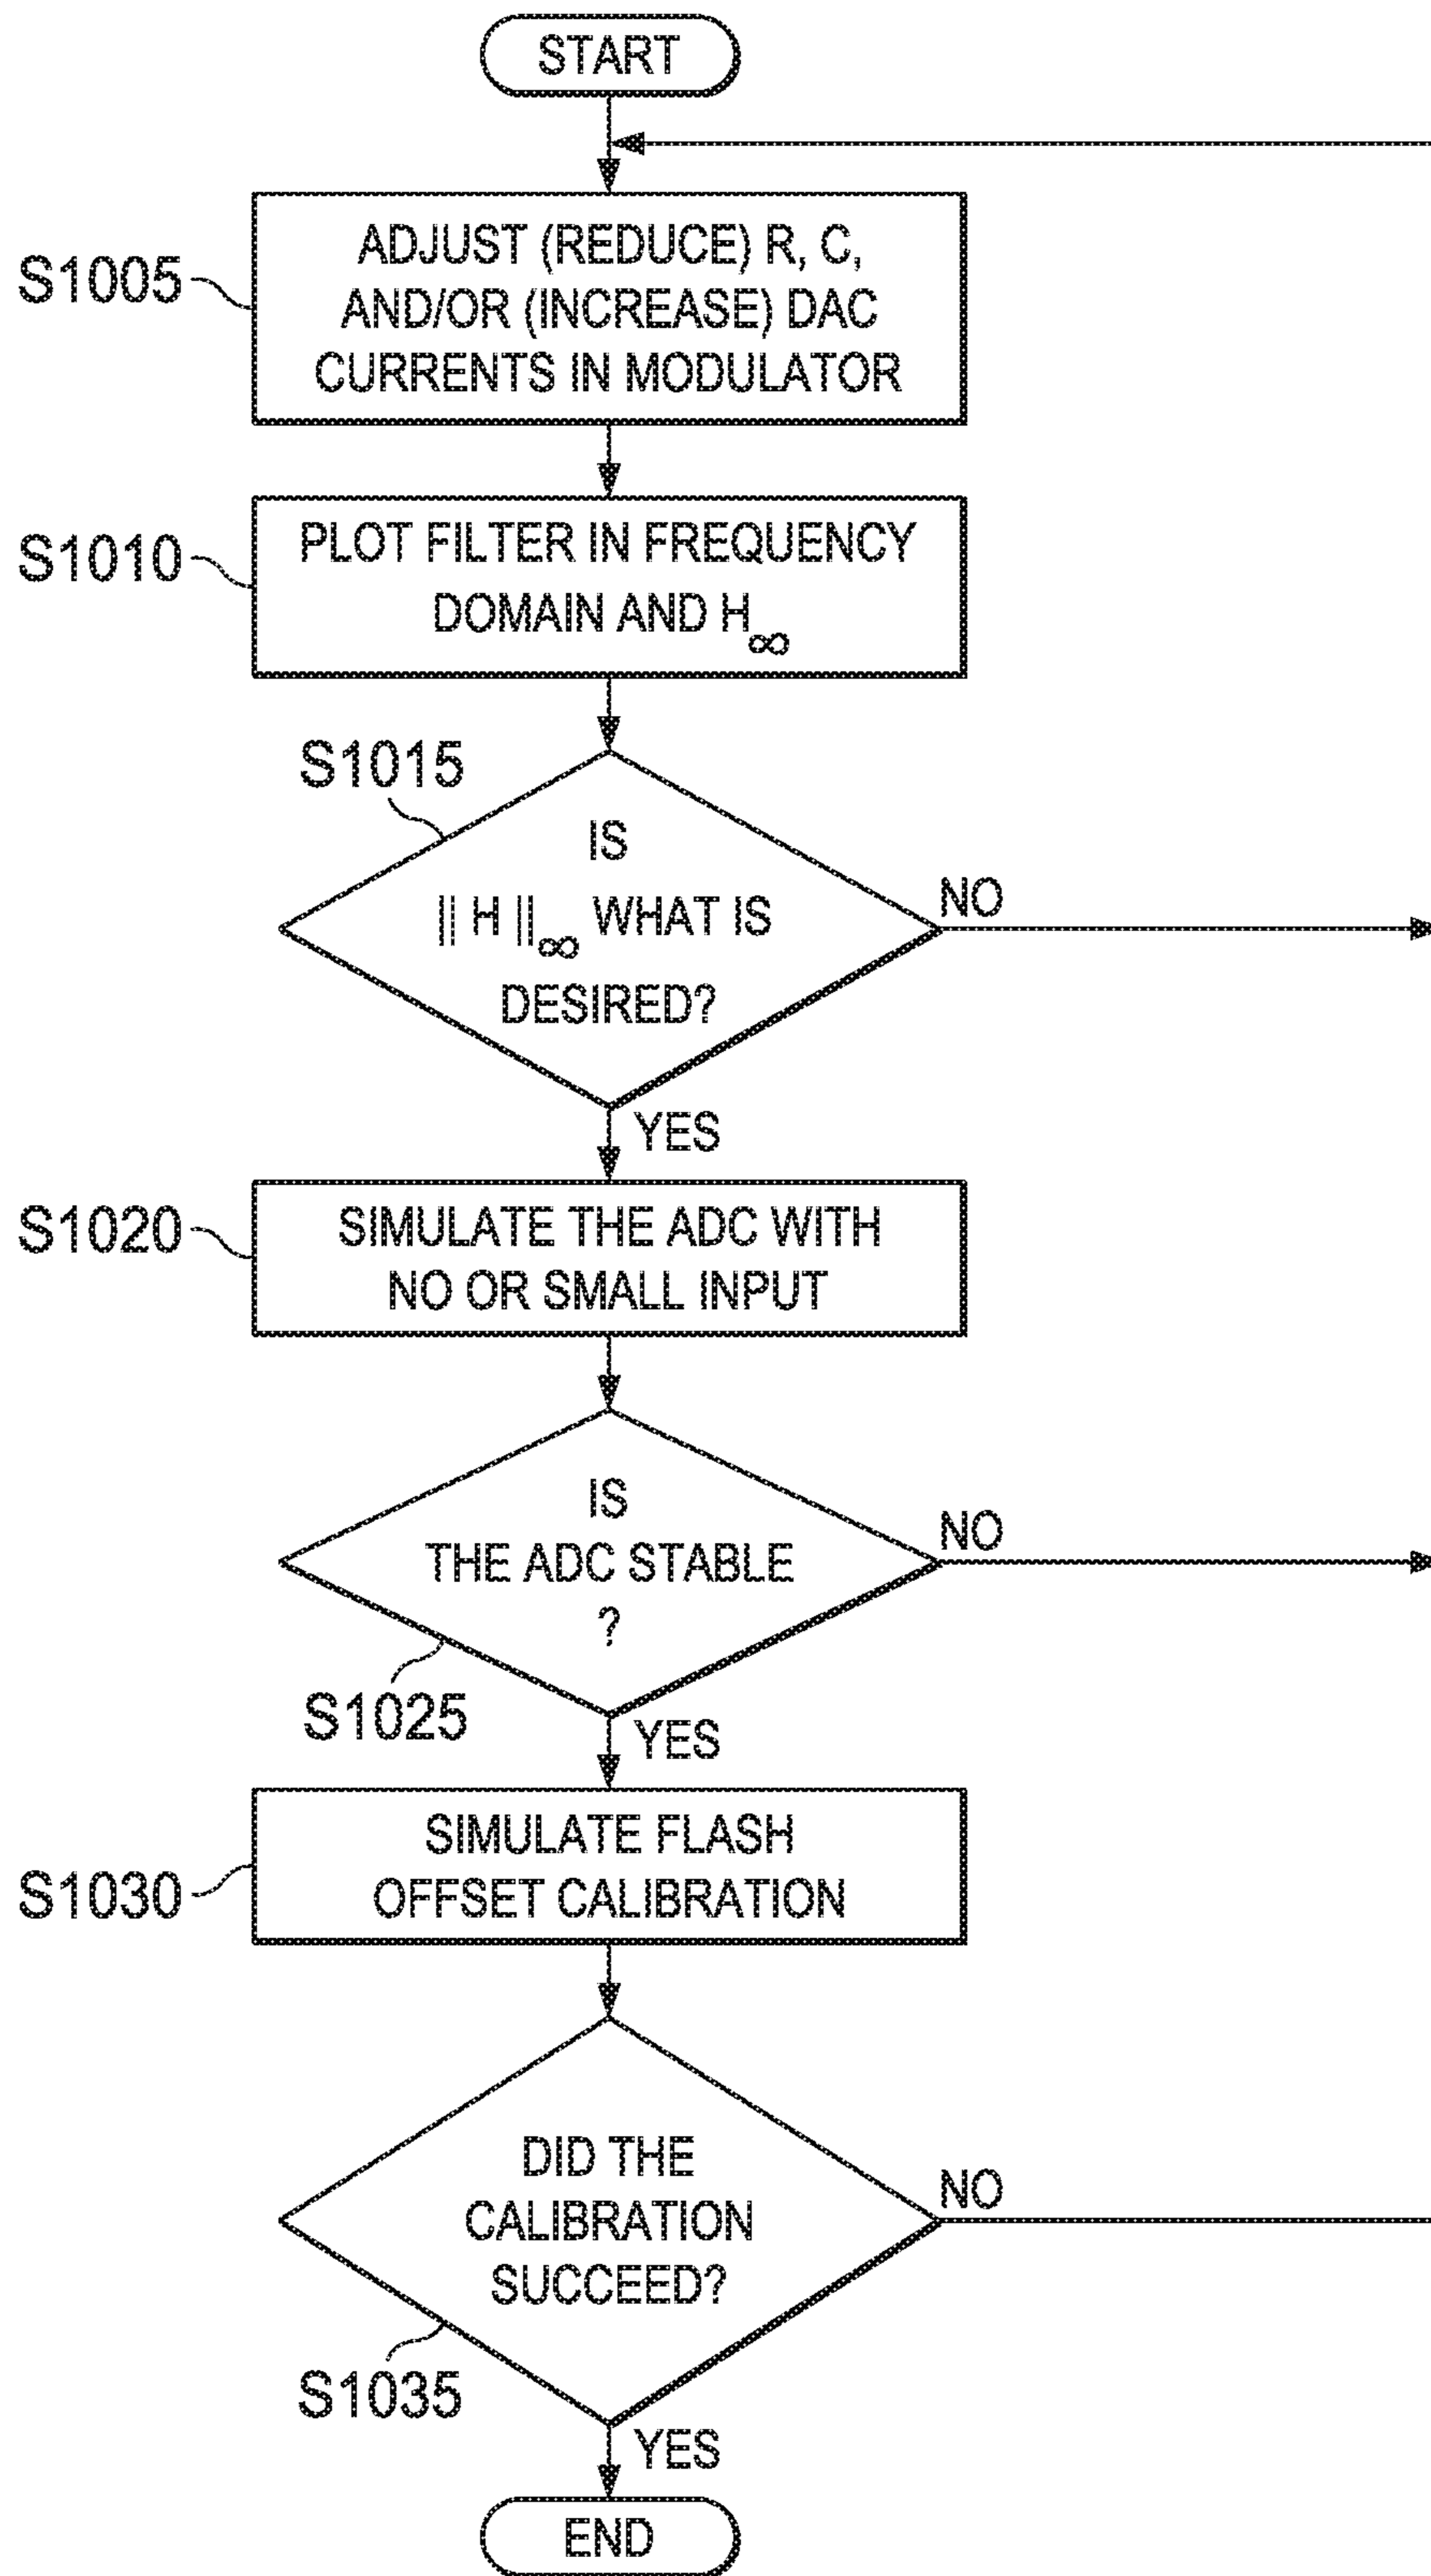 START
S1005
ADJUST (REDUCE) R, C,
AND/OR (INCREASE) DAC
CURRENTS IN MODULATOR
S1010
PLOT FILTER IN FREQUENCY
DOMAIN AND H∞
S1015
IS
|| H ||∞ WHAT IS
DESIRED?
NO
YES
S1020
SIMULATE THE ADC WITH
NO OR SMALL INPUT
IS
THE ADC STABLE
?
NO
S1025
YES
S1030
SIMULATE FLASH
OFFSET CALIBRATION
DID THE
CALIBRATION
SUCCEED?
NO
S1035
YES
END